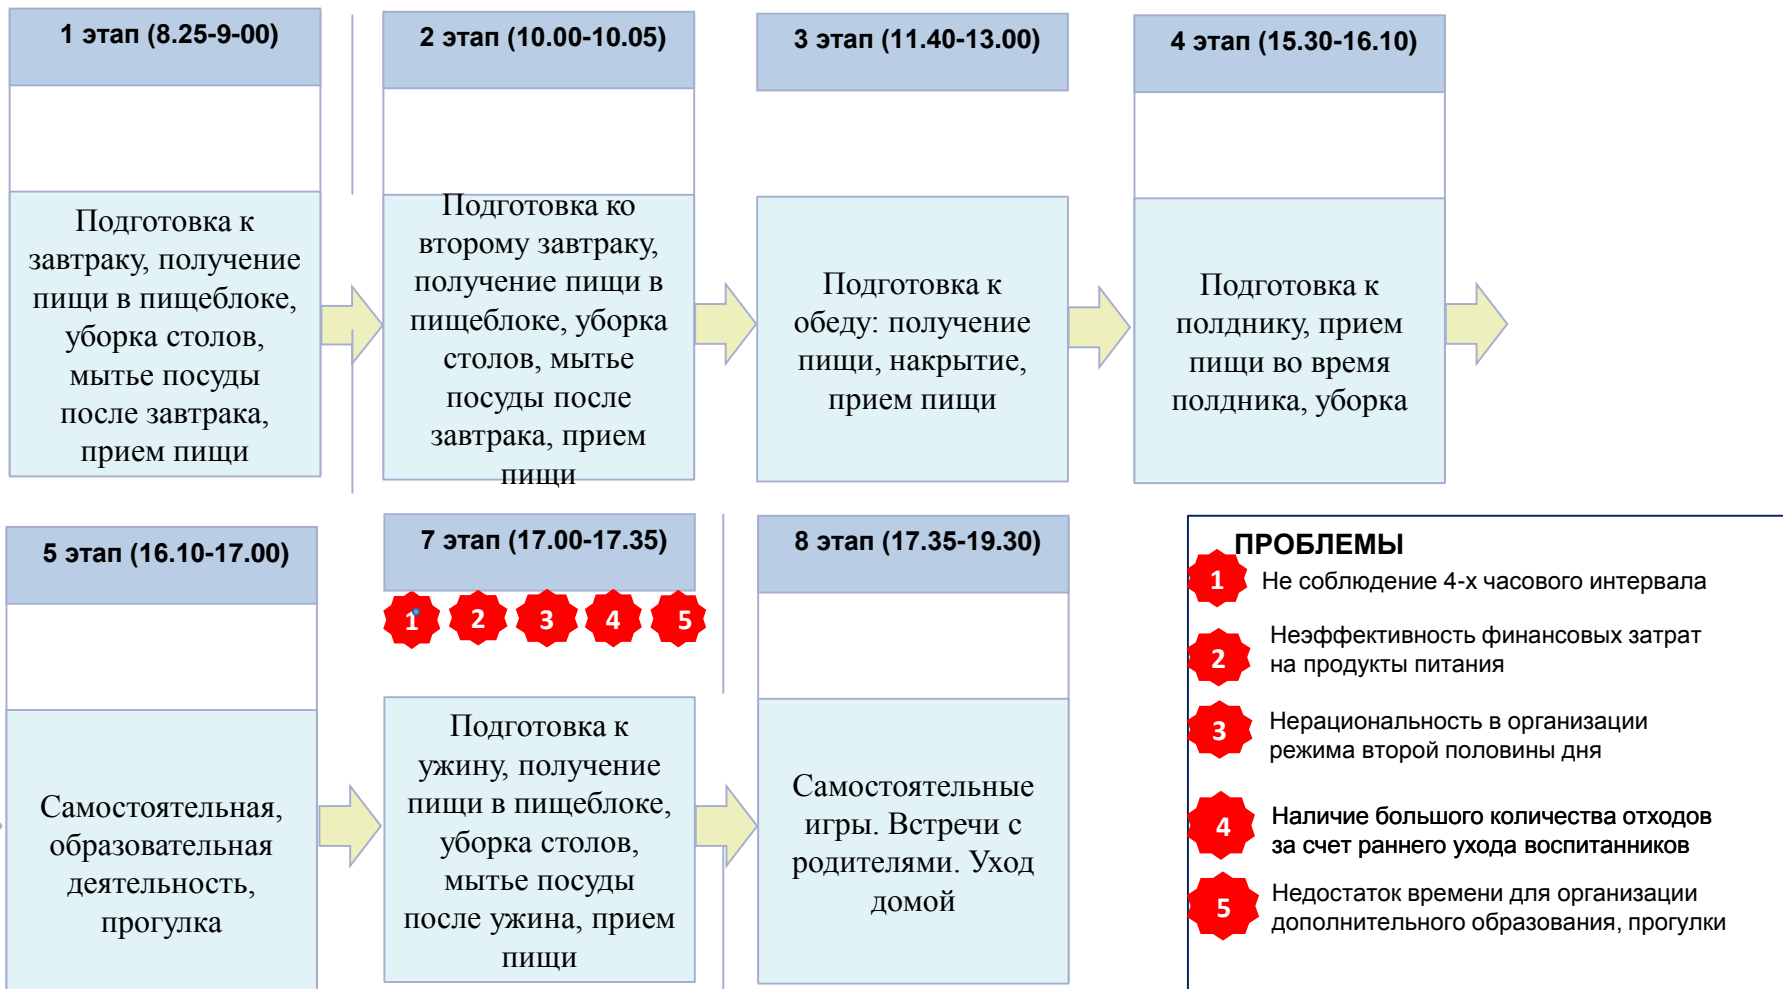 1 этап (8.25-9-00)
Подготовка к
завтраку, получение
пищи в пищеблоке,
уборка столов,
мытье посуды
после завтрака,
прием пищи
2 этап (10.00-10.05)
Подготовка ко
второму завтраку,
получение пищи в
пищеблоке, уборка
столов, мытье
посуды после
завтрака, прием
пищи
3 этап (11.40-13.00)
Подготовка к
обеду: получение
пищи, накрытие,
прием пищи
4 этап (15.30-16.10)
Подготовка к
полднику, прием
пищи во время
полдника, уборка
5 этап (16.10-17.00)
Самостоятельная,
образовательная
деятельность,
прогулка
7 этап (17.00-17.35)
1 2 3 4 5
Подготовка к
ужину, получение
пищи в пищеблоке,
уборка столов,
мытье посуды
после ужина, прием
пищи
8 этап (17.35-19.30)
Самостоятельные
игры. Встречи с
родителями. Уход
домой
ПРОБЛЕМЫ
1 Не соблюдение 4-х часового интервала
2 Неэффективность финансовых затрат
на продукты питания
3 Нерациональность в организации
режима второй половины дня
4 Наличие большого количества отходов
за счет раннего ухода воспитанников
5 Недостаток времени для организации
дополнительного образования, прогулки